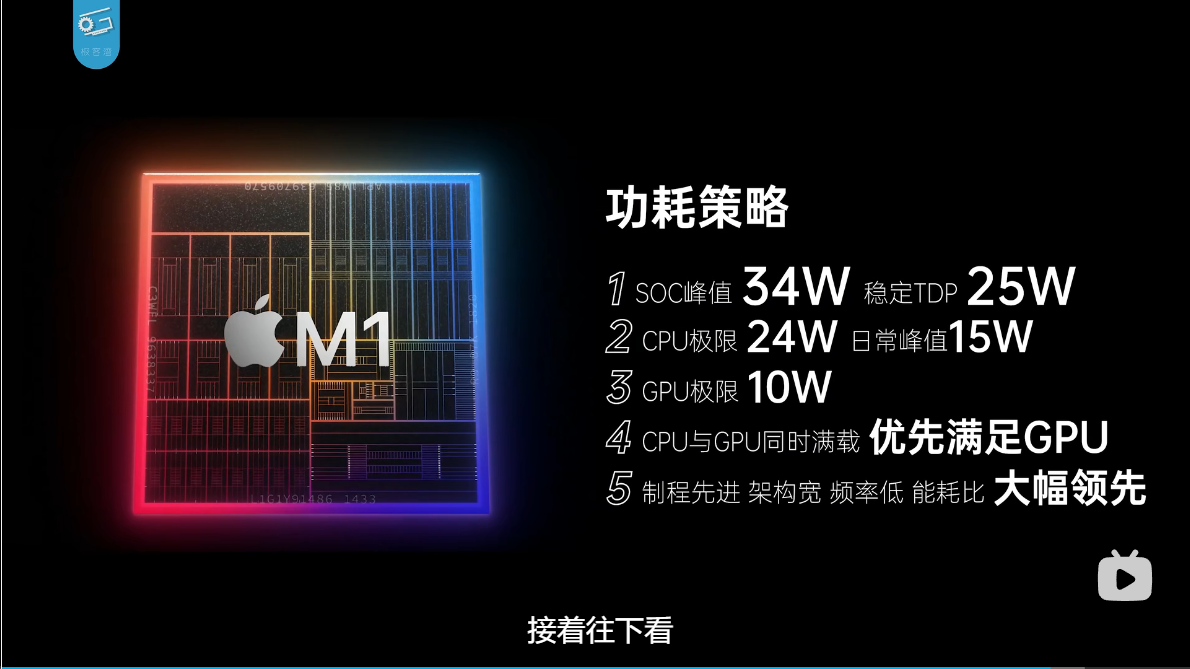 极客湾
功耗策略
1 SOC峰值 34W 稳定TDP 25W
2 CPU极限 24W 日常峰值15W
3 GPU极限 10W
4 CPU与GPU同时满载 优先满足GPU
5 制程先进 架构宽 频率低 能耗比 大幅领先
M1
L1G1Y91486 1433
接着往下看